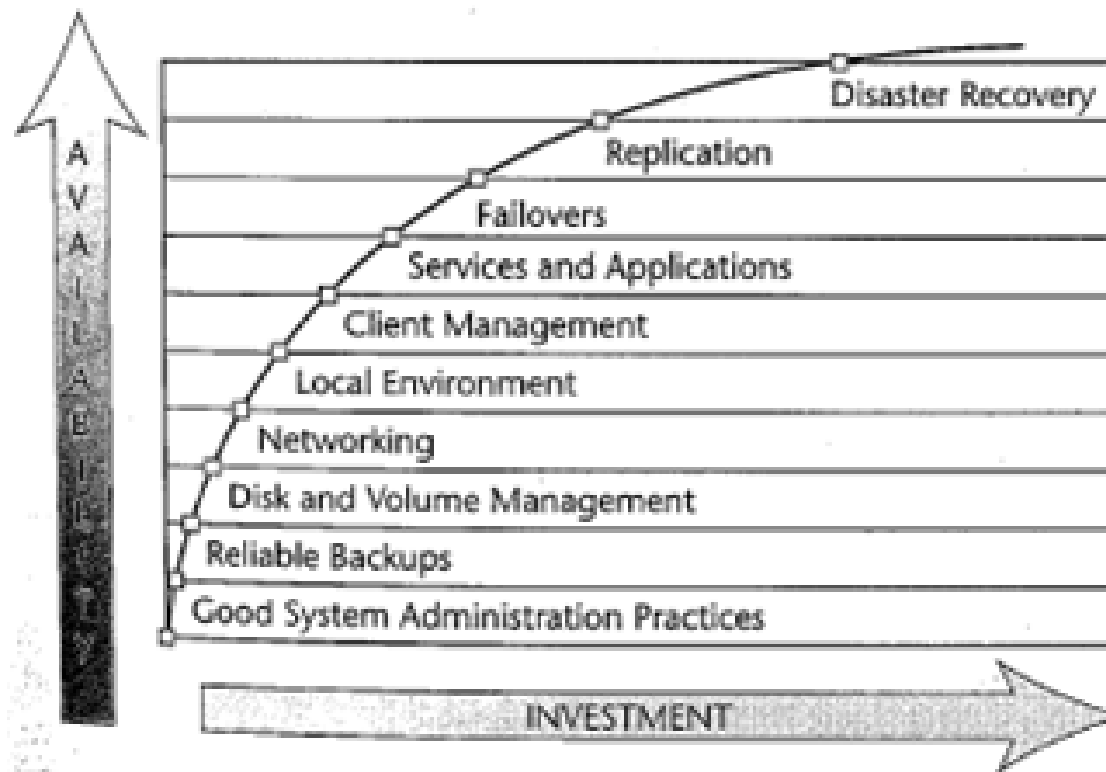 AVAILABILITY
Disaster Recovery
Replication
Failovers
Services and Applications
Client Management
Local Environment
Networking
Disk and Volume Management
Reliable Backups
Good System Administration Practices
INVESTMENT